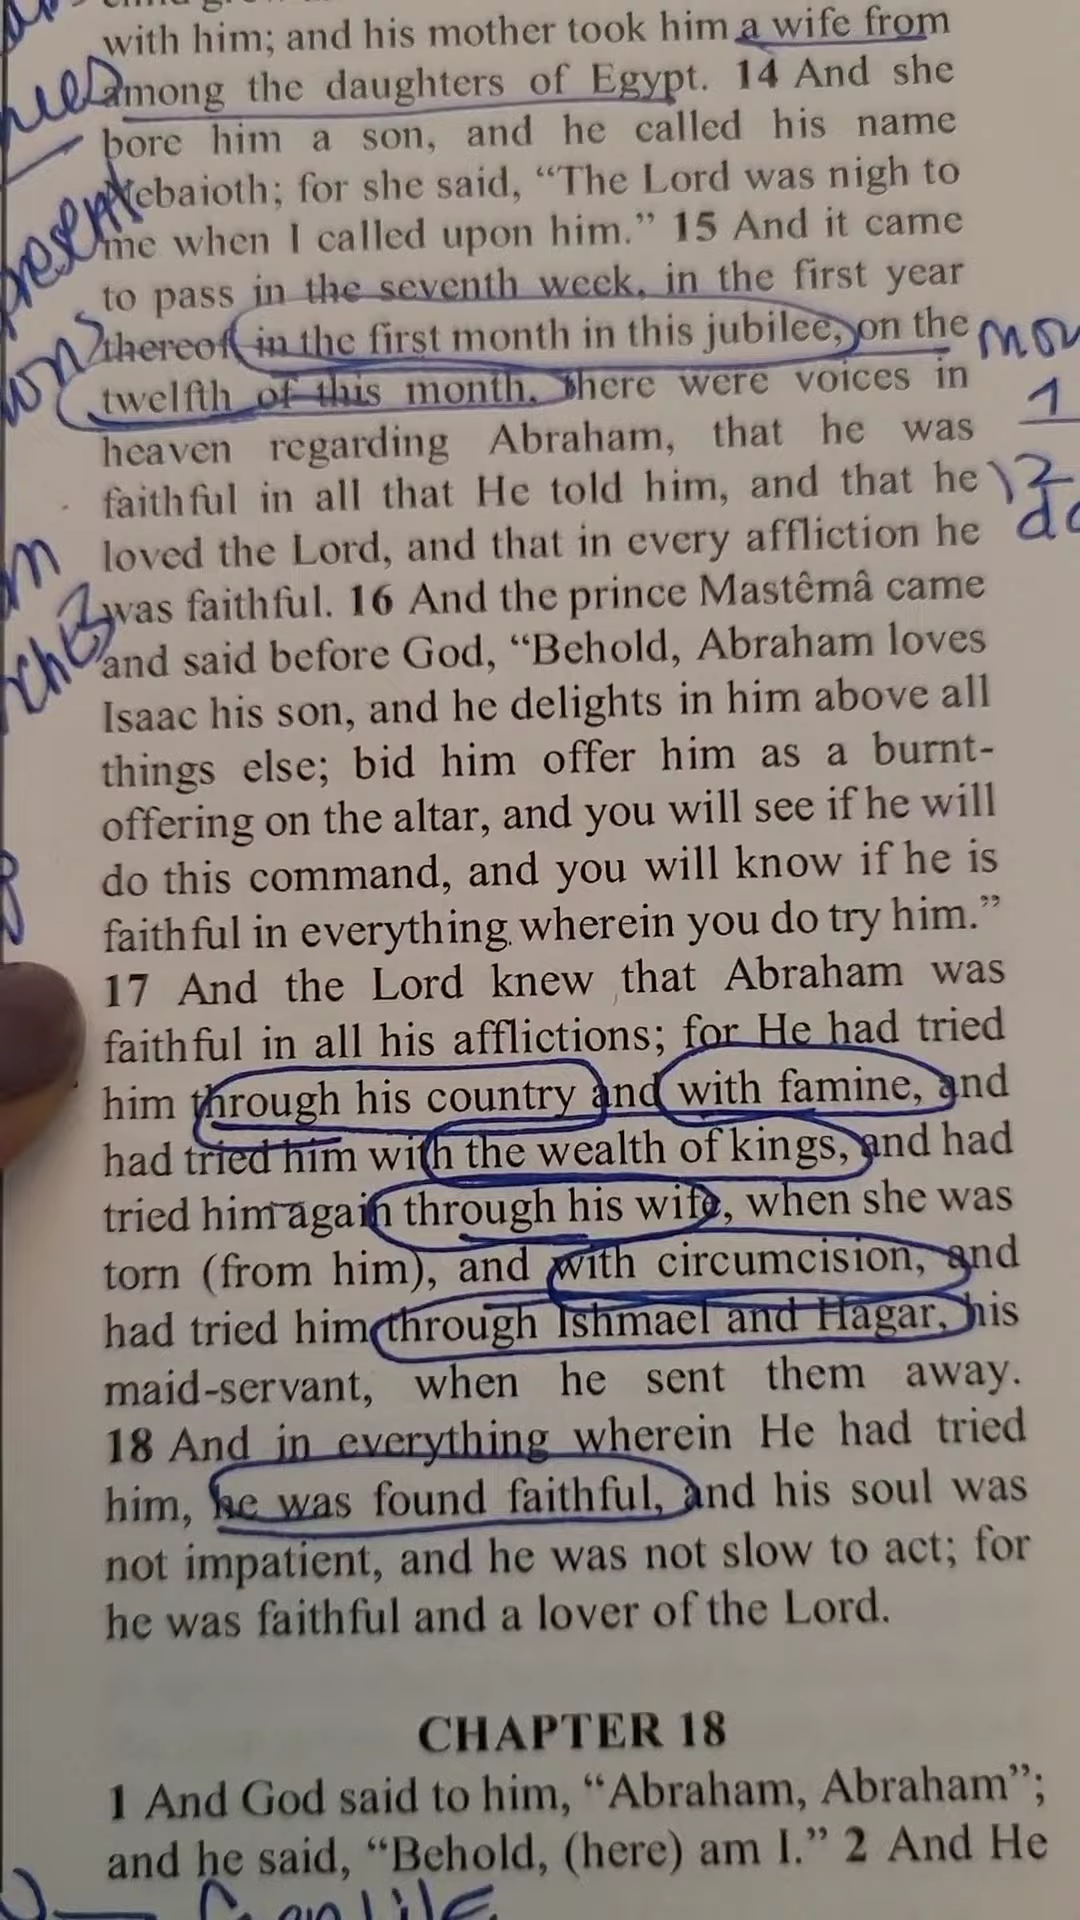 with him; and his mother took him a wife from
among the daughters of Egypt. 14 And she
bore him a son, and he called his name
Nebaioth; for she said, “The Lord was nigh to
me when I called upon him.” 15 And it came
to pass in the seventh week, in the first year
thereof in the first month in this jubilee, on the
twelfth of this month, there were voices in
heaven regarding Abraham, that he was
faithful in all that He told him, and that he
loved the Lord, and that in every affliction he
was faithful. 16 And the prince Mastêmâ came
and said before God, “Behold, Abraham loves
Isaac his son, and he delights in him above all
things else; bid him offer him as a burnt-
offering on the altar, and you will see if he will
do this command, and you will know if he is
faithful in everything wherein you do try him.”
17 And the Lord knew that Abraham was
faithful in all his afflictions; for He had tried
him through his country and with famine, and
had tried him with the wealth of kings, and had
tried him again through his wife, when she was
torn (from him), and with circumcision, and
had tried him through Ishmael and Hagar, his
maid-servant, when he sent them away.
18 And in everything wherein He had tried
him, he was found faithful, and his soul was
not impatient, and he was not slow to act; for
he was faithful and a lover of the Lord.
CHAPTER 18
1 And God said to him, “Abraham, Abraham”;
and he said, “Behold, (here) am I.” 2 And He
present
1
12